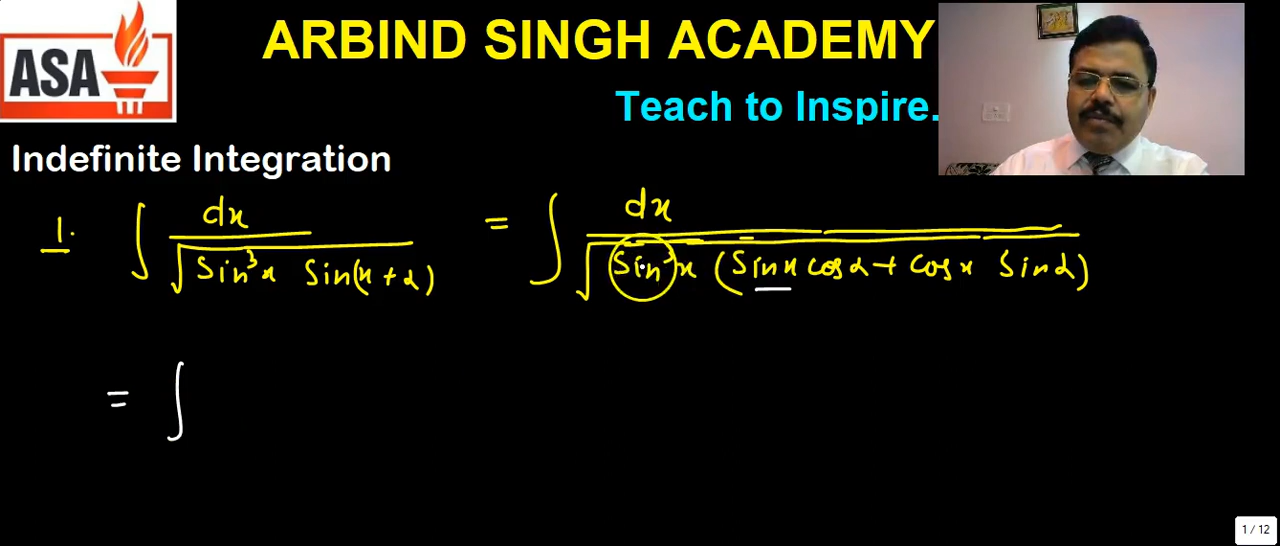 ARBIND SINGH ACADEMY
ASA
Teach to Inspire.
Indefinite Integration
1. ∫ dx / √(Sin³x Sin(x + α)) = ∫ dx / √(Sin³x (Sinx cosα + cosx Sinα))
= ∫
1 / 12